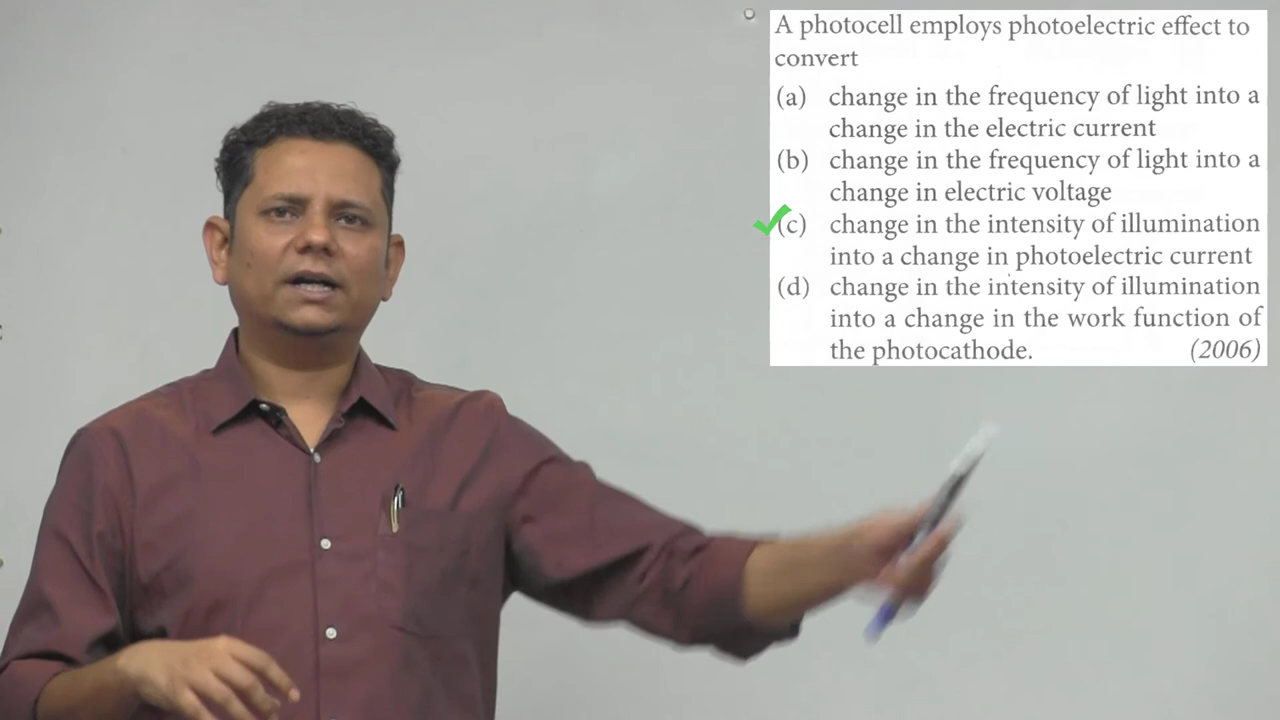 A photocell employs photoelectric effect to
convert
(a) change in the frequency of light into a
change in the electric current
(b) change in the frequency of light into a
change in electric voltage
(c) change in the intensity of illumination
into a change in photoelectric current
(d) change in the intensity of illumination
into a change in the work function of
the photocathode. (2006)